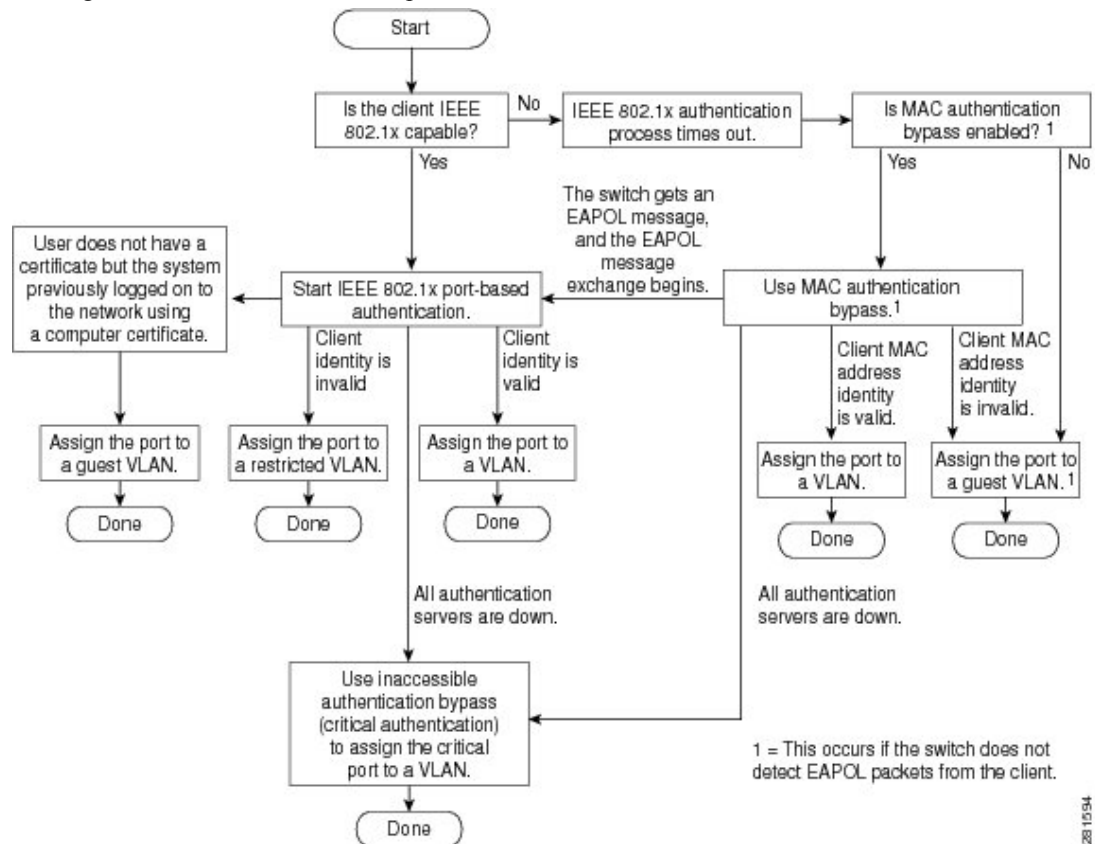 Start
Is the client IEEE
802.1x capable?
No
IEEE 802.1x authentication
process times out.
Is MAC authentication
bypass enabled? 1
Yes
Yes
No
The switch gets an
EAPOL message,
and the EAPOL
message
exchange begins.
User does not have a
certificate but the system
previously logged on to
the network using
a computer certificate.
Start IEEE 802.1x port-based
authentication.
Use MAC authentication
bypass.1
Client
identity is
invalid
Client
identity is
valid
Client MAC
address
identity
is valid.
Client MAC
address
identity
is invalid.
Assign the port to
a guest VLAN.
Assign the port to
a restricted VLAN.
Assign the port to
a VLAN.
Assign the port to
a VLAN.
Assign the port to
a guest VLAN.1
Done
Done
Done
Done
Done
All authentication
servers are down.
All authentication
servers are down.
Use inaccessible
authentication bypass
(critical authentication)
to assign the critical
port to a VLAN.
Done
1 = This occurs if the switch does not
detect EAPOL packets from the client.
281594